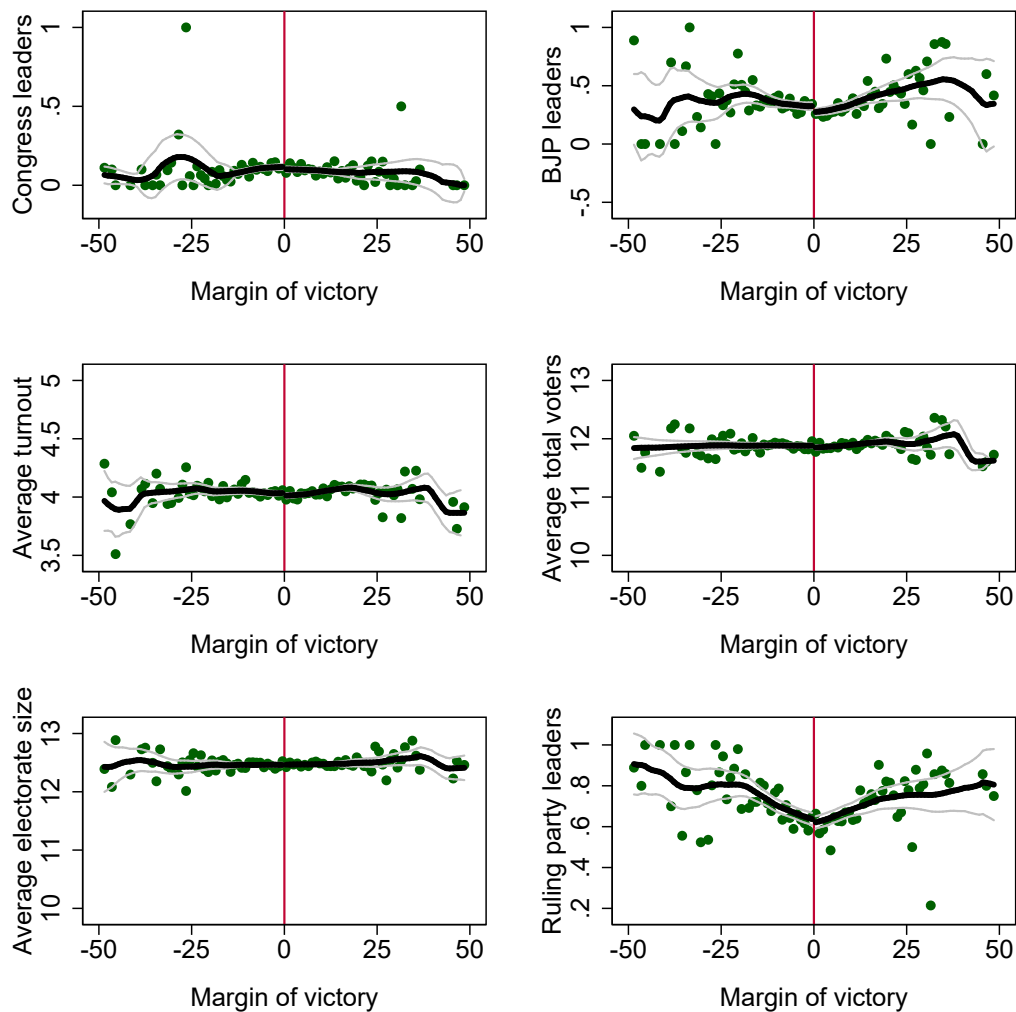 Congress leaders
1
.5
0
-50 -25 0 25 50
Margin of victory
BJP leaders
1
.5
0
-.5
-50 -25 0 25 50
Margin of victory
Average turnout
5
4.5
4
3.5
-50 -25 0 25 50
Margin of victory
Average total voters
13
12
11
10
-50 -25 0 25 50
Margin of victory
Average electorate size
13
12
10
-50 -25 0 25 50
Margin of victory
Ruling party leaders
1
.8
.6
.4
.2
-50 -25 0 25 50
Margin of victory